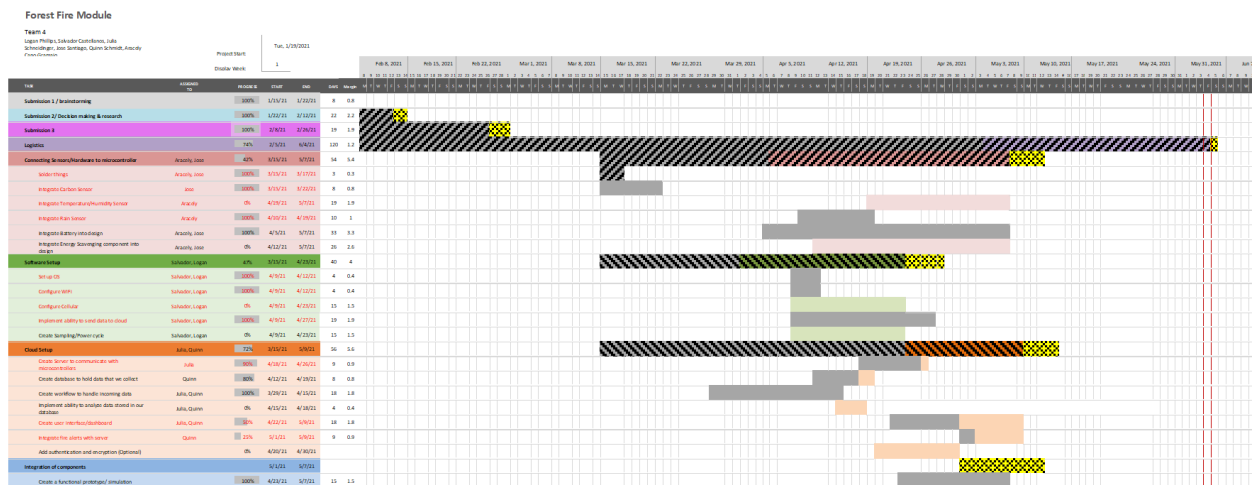 Forest Fire Module
Team 4
Logan Phillips, Salvador Castellanos, Julia
Schneidinger, Jose Santiago, Quinn Schmidt, Aracely
Project Start: Tue, 1/19/2021
Display Week: 1
Feb 8, 2021 Feb 15, 2021 Feb 22, 2021 Mar 1, 2021 Mar 8, 2021 Mar 15, 2021 Mar 22, 2021 Mar 29, 2021 Apr 5, 2021 Apr 12, 2021 Apr 19, 2021 Apr 26, 2021 May 3, 2021 May 10, 2021 May 17, 2021 May 24, 2021 May 31, 2021
TASK ASSIGNED TO PROGRESS START END DAYS Margin
Submission 1 / brainstorming 100% 1/15/21 1/22/21 8 0.8
Submission 2/ Decision making & research 100% 1/22/21 2/12/21 22 2.2
Submission 3 100% 2/8/21 2/26/21 19 1.9
Logistics 74% 2/5/21 6/4/21 120 1.2
Connecting Sensors/Hardware to microcontroller Aracely, Jose 42% 3/15/21 5/7/21 54 5.4
Solder things Aracely, Jose 100% 3/15/21 3/17/21 3 0.3
Integrate Carbon Sensor Jose 100% 3/15/21 3/22/21 8 0.8
Integrate Temperature/Humidity Sensor Aracely 0% 4/19/21 5/7/21 19 1.9
Integrate Rain Sensor Aracely 100% 4/10/21 4/19/21 10 1
Integrate Battery into design Aracely, Jose 100% 4/5/21 5/7/21 33 3.3
Integrate Energy Scavenging component into
design Aracely, Jose 0% 4/12/21 5/7/21 26 2.6
Software Setup Salvador, Logan 40% 3/15/21 4/23/21 40 4
Set-up OS Salvador, Logan 100% 4/9/21 4/12/21 4 0.4
Configure WiFi Salvador, Logan 100% 4/9/21 4/12/21 4 0.4
Configure Cellular Salvador, Logan 0% 4/9/21 4/23/21 15 1.5
Implement ability to send data to cloud Salvador, Logan 100% 4/9/21 4/27/21 19 1.9
Create Sampling/Power cycle Salvador, Logan 0% 4/9/21 4/23/21 15 1.5
Cloud Setup Julia, Quinn 72% 3/15/21 5/9/21 56 5.6
Create Server to communicate with
microcontrollers Julia 90% 4/18/21 4/26/21 9 0.9
Create database to hold data that we collect Quinn 80% 4/12/21 4/19/21 8 0.8
Create workflow to handle incoming data Julia, Quinn 100% 3/29/21 4/15/21 18 1.8
Implement ability to analyze data stored in our
database Julia, Quinn 0% 4/15/21 4/18/21 4 0.4
Create user interface/dashboard Julia, Quinn 50% 4/22/21 5/9/21 18 1.8
Integrate fire alerts with server Quinn 25% 5/1/21 5/9/21 9 0.9
Add authentication and encryption (Optional) 0% 4/20/21 4/30/21
Integration of components 5/1/21 5/7/21
Create a functional prototype/ simulation 100% 4/23/21 5/7/21 15 1.5